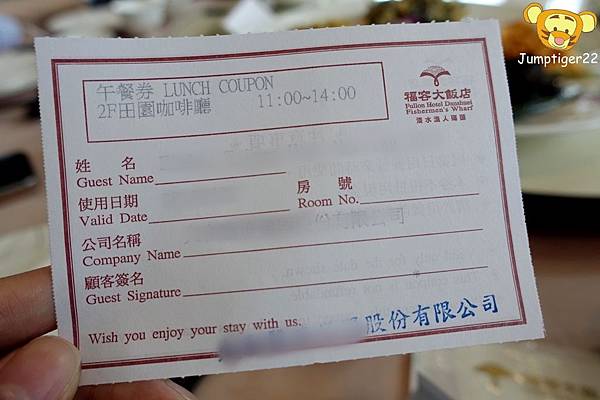 Jumptiger22
午餐券 LUNCH COUPON
2F田園咖啡廳 11:00~14:00
福容大飯店
Fullon Hotel Danshuei
Fisherman's Wharf
淡水漁人碼頭
姓 名
Guest Name
使用日期
Valid Date
房 號
Room No.
公司名稱
Company Name
顧客簽名
Guest Signature
Wish you enjoy your stay with us.
股份有限公司